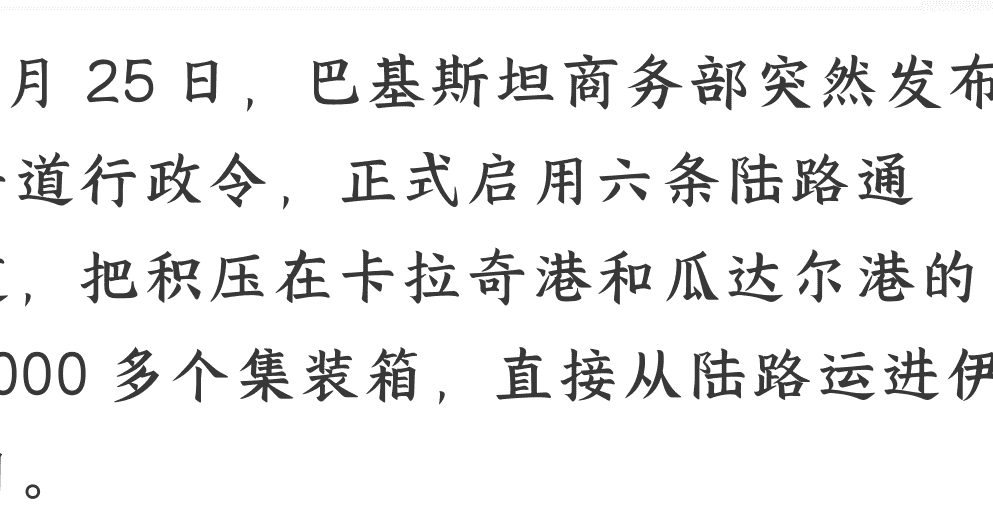 月 25 日，巴基斯坦商务部突然发布
道行政令，正式启用六条陆路通
，把积压在卡拉奇港和瓜达尔港的
000 多个集装箱，直接从陆路运进伊
。